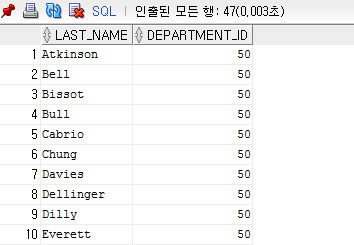 SQL | 인출된 모든 행: 47(0,003초)
LAST_NAME DEPARTMENT_ID
1 Atkinson 50
2 Bell 50
3 Bissot 50
4 Bull 50
5 Cabrio 50
6 Chung 50
7 Davies 50
8 Dellinger 50
9 Dilly 50
10 Everett 50